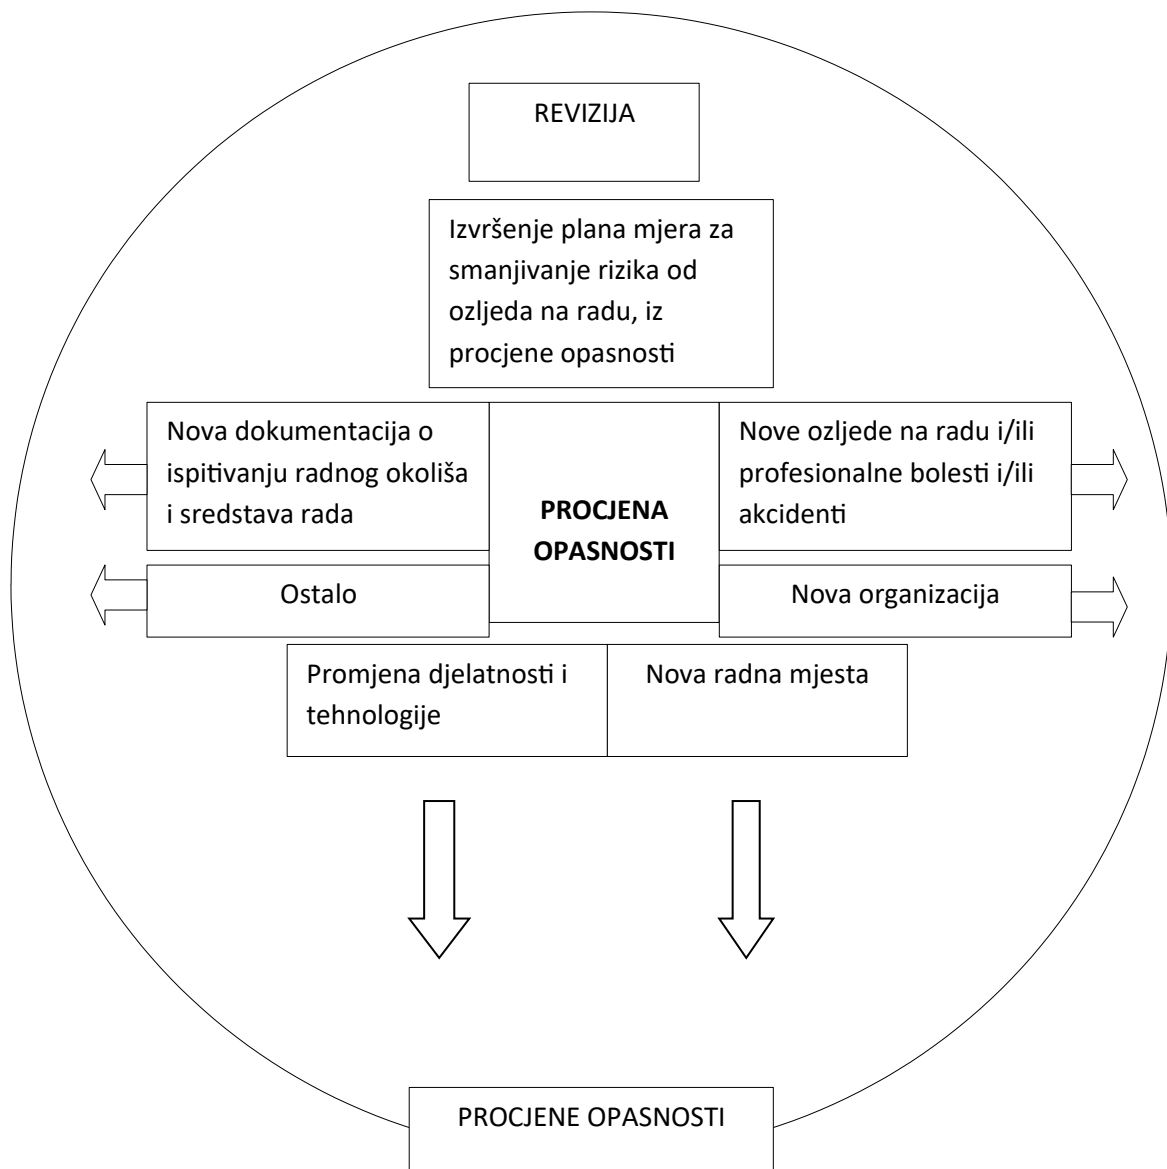 REVIZIJA
Izvršenje plana mjera za
smanjivanje rizika od
ozljeda na radu, iz
procjene opasnosti
Nova dokumentacija o
ispitivanju radnog okoliša
i sredstava rada
PROCJENA
OPASNOSTI
Nove ozljede na radu i/ili
profesionalne bolesti i/ili
akcidenti
Ostalo
Nova organizacija
Promjena djelatnosti i
tehnologije
Nova radna mjesta
PROCJENE OPASNOSTI